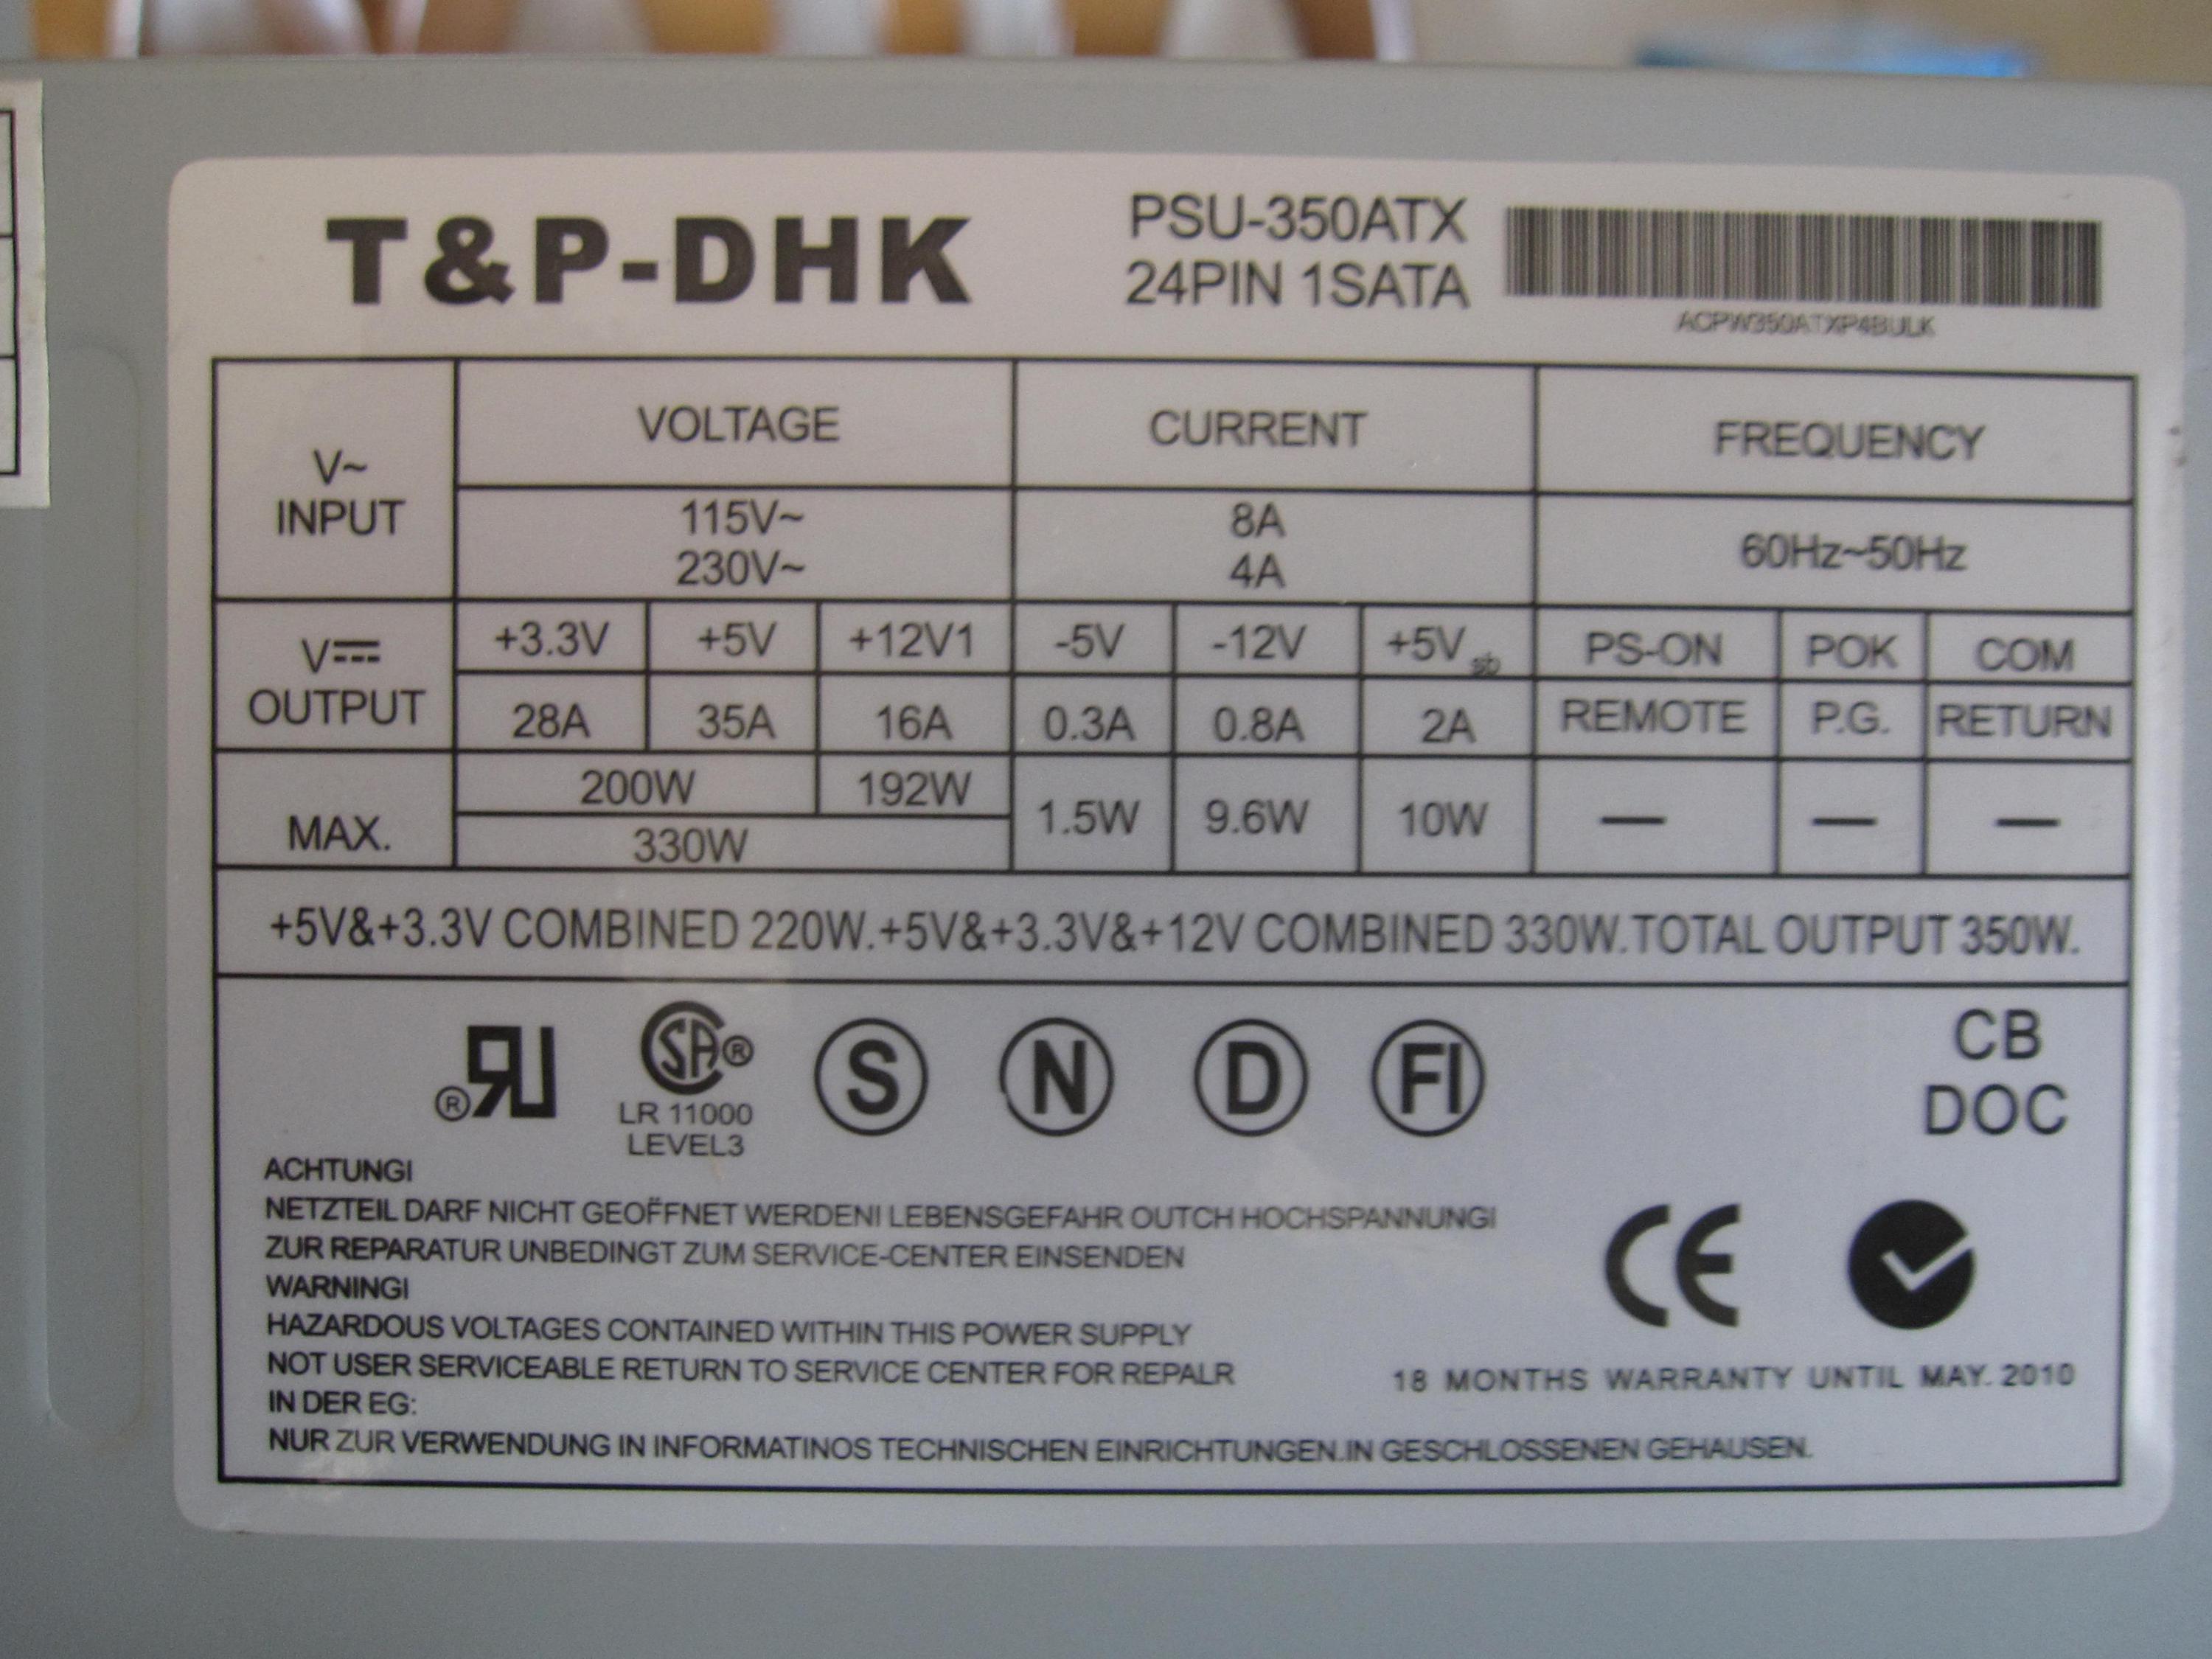 T&P-DHK
PSU-350ATX
24PIN 1SATA
ACPW350ATXP4BULK
V~
INPUT
VOLTAGE
CURRENT
FREQUENCY
115V~
230V~
8A
4A
60Hz~50Hz
V⎓
OUTPUT
+3.3V +5V +12V1 -5V -12V +5Vsb PS-ON POK COM
28A 35A 16A 0.3A 0.8A 2A REMOTE P.G. RETURN
MAX.
200W 192W
330W
1.5W 9.6W 10W — — —
+5V&+3.3V COMBINED 220W.+5V&+3.3V&+12V COMBINED 330W.TOTAL OUTPUT 350W.
®RU
SA®
LR 11000
LEVEL3
S
N
D
FI
CB
DOC
ACHTUNGI
NETZTEIL DARF NICHT GEOFFNET WERDENI LEBENSGEFAHR OUTCH HOCHSPANNUNGI
ZUR REPARATUR UNBEDINGT ZUM SERVICE-CENTER EINSENDEN
WARNINGI
HAZARDOUS VOLTAGES CONTAINED WITHIN THIS POWER SUPPLY
NOT USER SERVICEABLE RETURN TO SERVICE CENTER FOR REPALR
IN DER EG:
NUR ZUR VERWENDUNG IN INFORMATINOS TECHNISCHEN EINRICHTUNGEN.IN GESCHLOSSENEN GEHAUSEN.
CE
18 MONTHS WARRANTY UNTIL MAY. 2010